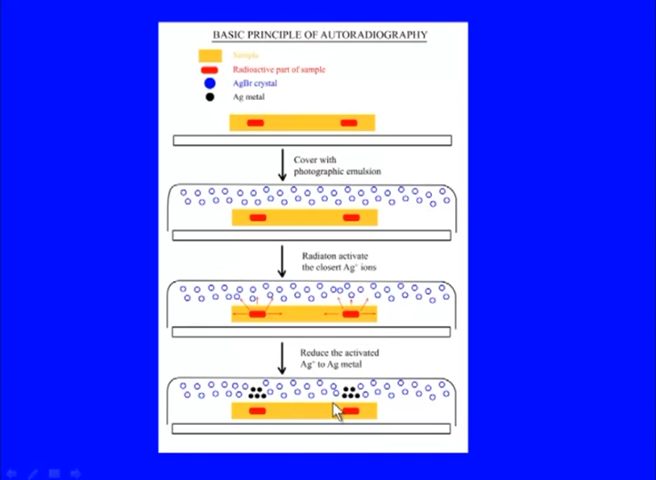 BASIC PRINCIPLE OF AUTORADIOGRAPHY
Sample
Radioactive part of sample
AgBr crystal
Ag metal
Cover with
photographic emulsion
Radiaton activate
the closert Ag⁺ ions
Reduce the activated
Ag⁺ to Ag metal